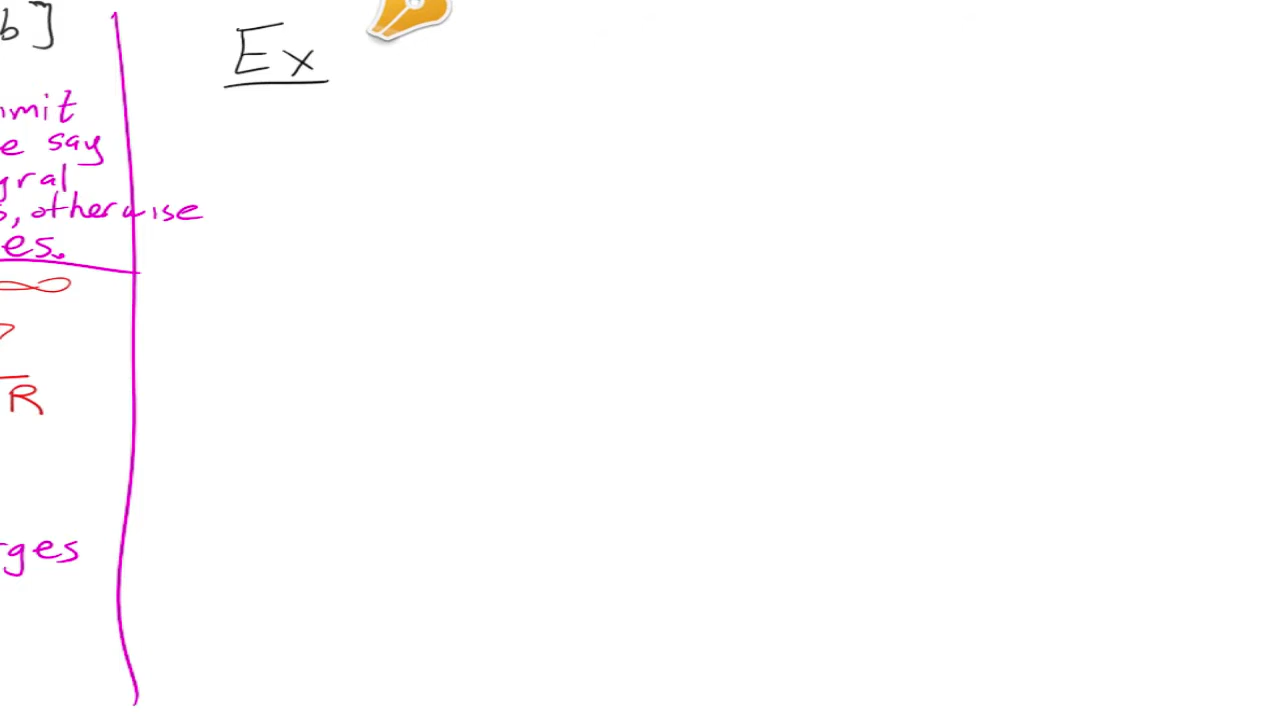 b]
Ex
mit
e say
gral
s, otherwise
es.
∞
R
rges